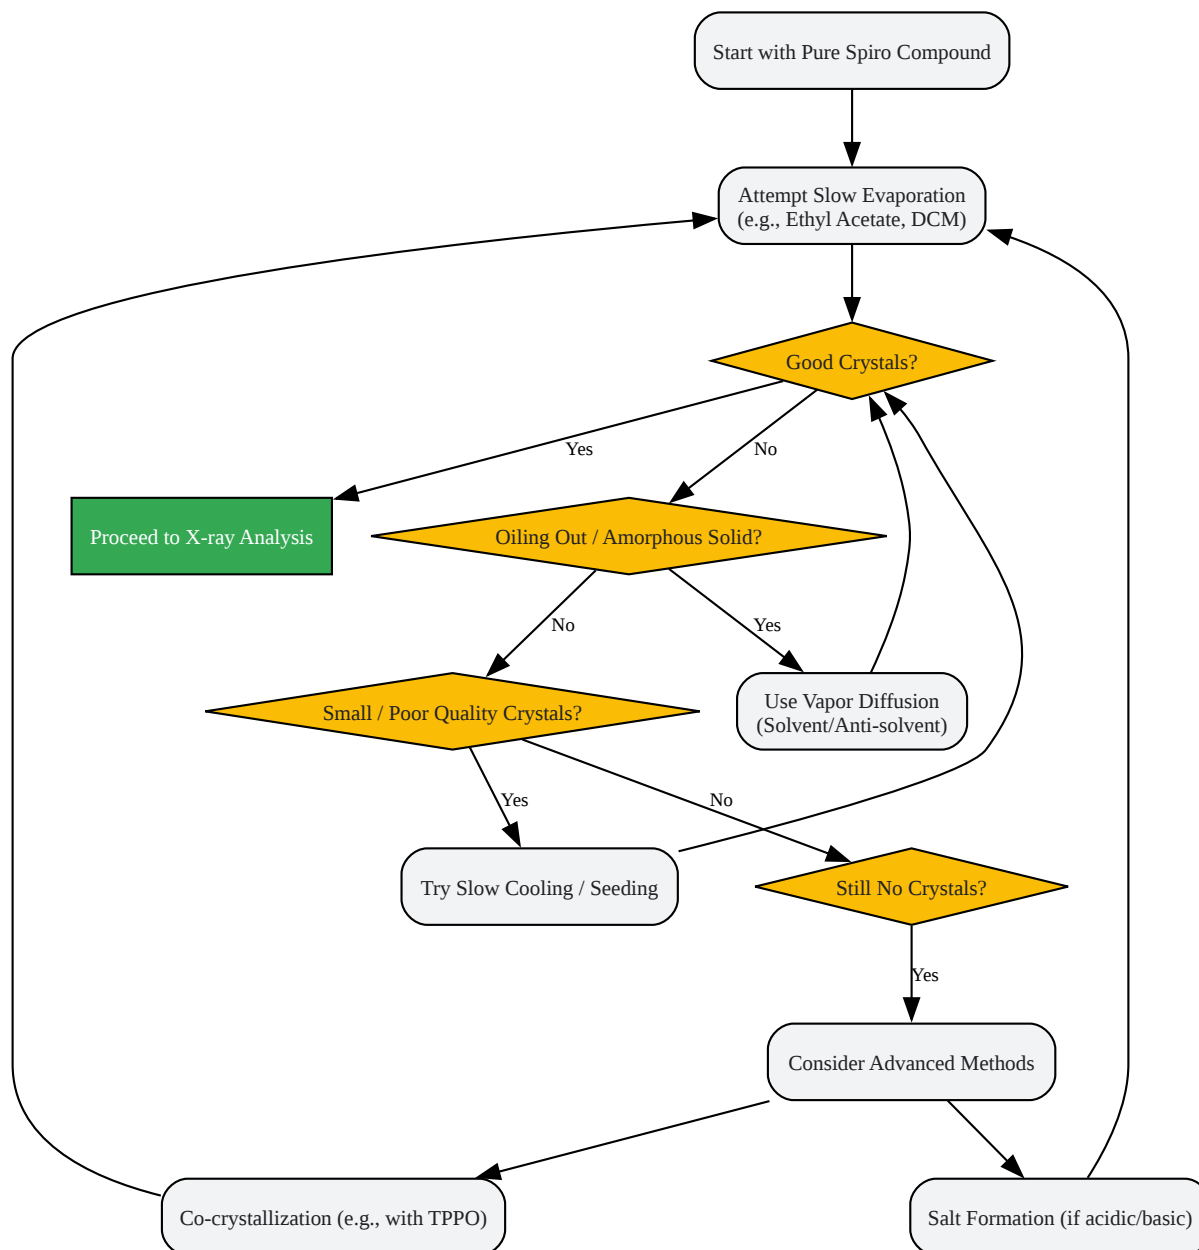 Start with Pure Spiro Compound
Attempt Slow Evaporation
(e.g., Ethyl Acetate, DCM)
Good Crystals?
Yes
No
Proceed to X-ray Analysis
Oiling Out / Amorphous Solid?
No
Yes
Small / Poor Quality Crystals?
Use Vapor Diffusion
(Solvent/Anti-solvent)
Yes
No
Try Slow Cooling / Seeding
Still No Crystals?
Yes
Consider Advanced Methods
Co-crystallization (e.g., with TPPO)
Salt Formation (if acidic/basic)